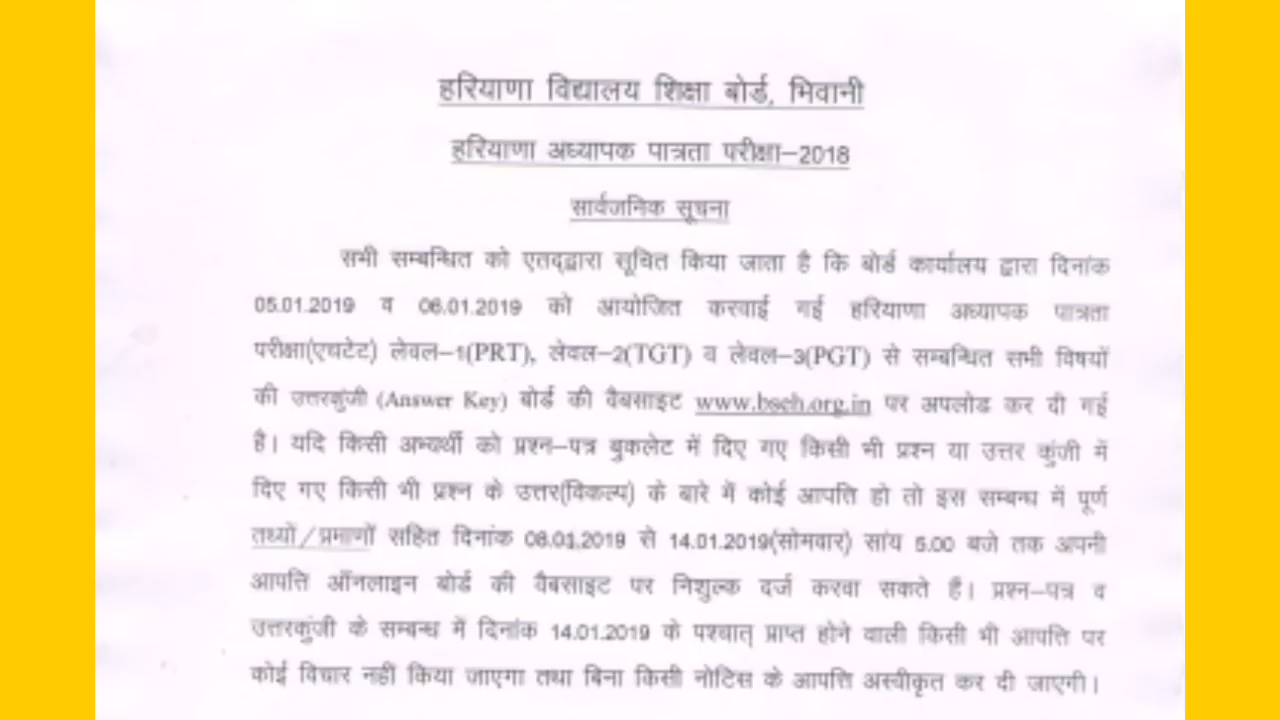 हरियाणा विद्यालय शिक्षा बोर्ड, भिवानी
हरियाणा अध्यापक पात्रता परीक्षा–2018
सार्वजनिक सूचना
सभी सम्बन्धित को एतद्द्वारा सूचित किया जाता है कि बोर्ड कार्यालय द्वारा दिनांक
05.01.2019 व 06.01.2019 को आयोजित करवाई गई हरियाणा अध्यापक पात्रता
परीक्षा(एचटेट) लेवल–1(PRT), लेवल–2(TGT) व लेवल–3(PGT) से सम्बन्धित सभी विषयों
की उत्तरकुंजी (Answer Key) बोर्ड की वैबसाइट www.bseh.org.in पर अपलोड कर दी गई
है। यदि किसी अभ्यर्थी को प्रश्न–पत्र बुकलेट में दिए गए किसी भी प्रश्न या उत्तर कुंजी में
दिए गए किसी भी प्रश्न के उत्तर(विकल्प) के बारे में कोई आपति हो तो इस सम्बन्ध में पूर्ण
तथ्यों/प्रमाणों सहित दिनांक 08.01.2019 से 14.01.2019(सोमवार) सांय 5.00 बजे तक अपनी
आपति ऑनलाइन बोर्ड की वैबसाइट पर निशुल्क दर्ज करवा सकते हैं। प्रश्न–पत्र व
उत्तरकुंजी के सम्बन्ध में दिनांक 14.01.2019 के पश्चात् प्राप्त होने वाली किसी भी आपति पर
कोई विचार नहीं किया जाएगा तथा बिना किसी नोटिस के आपत्ति अस्वीकृत कर दी जाएगी।